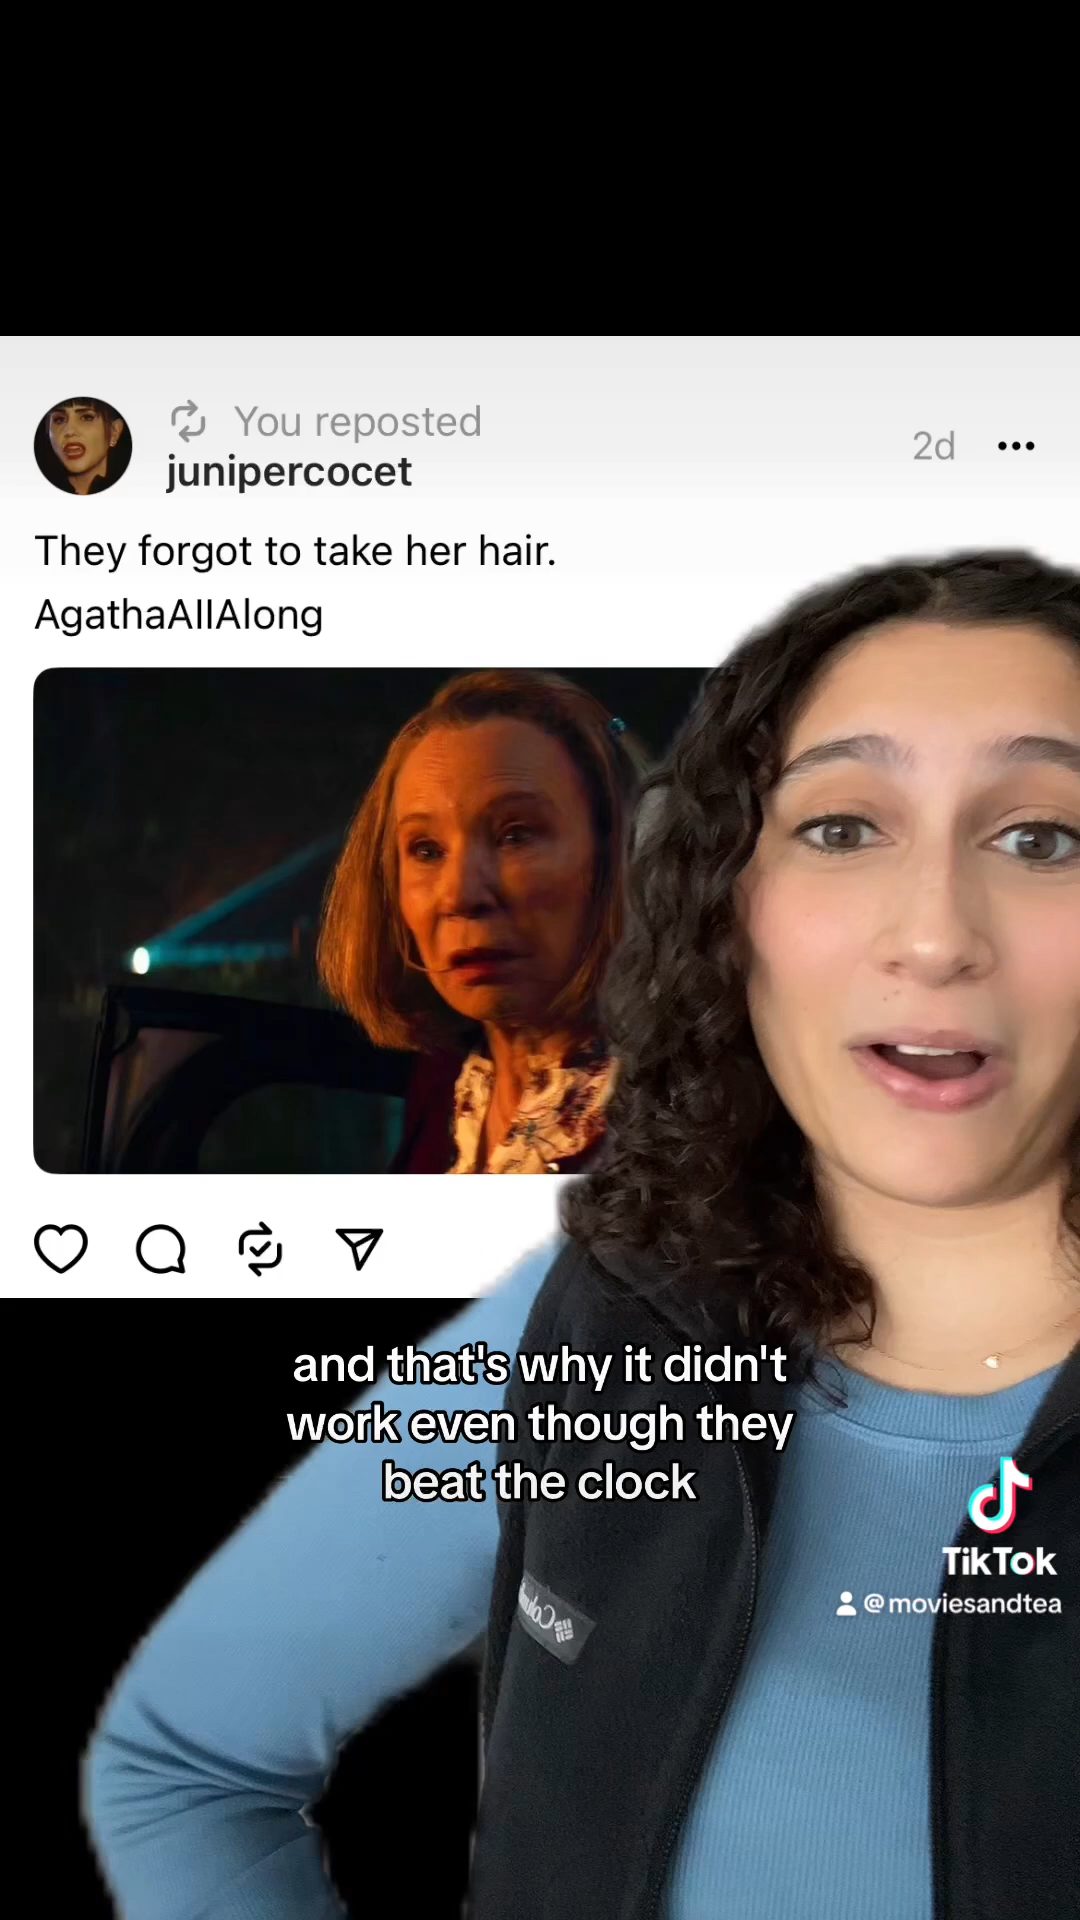 You reposted
junipercocet
2d
They forgot to take her hair.
AgathaAllAlong
and that's why it didn't
work even though they
beat the clock
TikTok
@moviesandtea